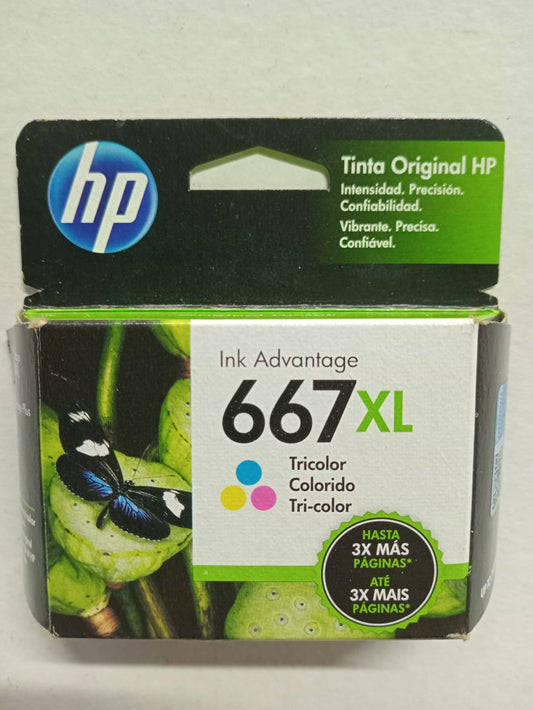 hp
Tinta Original HP
Intensidad. Precisión.
Confiabilidad.
Vibrante. Precisa.
Confiável.
Ink Advantage
667XL
Tricolor
Colorido
Tri-color
HASTA
3X MÁS
PÁGINAS*
ATÉ
3X MAIS
PÁGINAS*